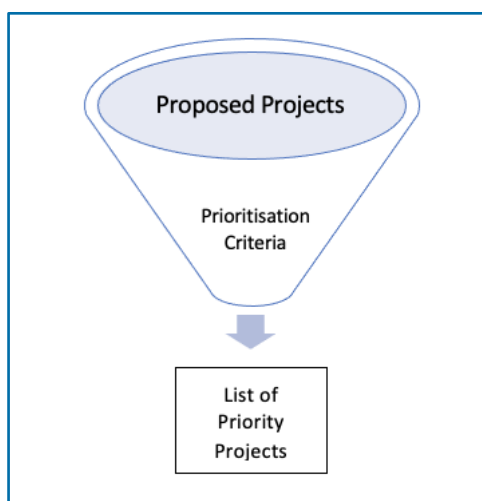 Proposed Projects
Prioritisation
Criteria
List of
Priority
Projects